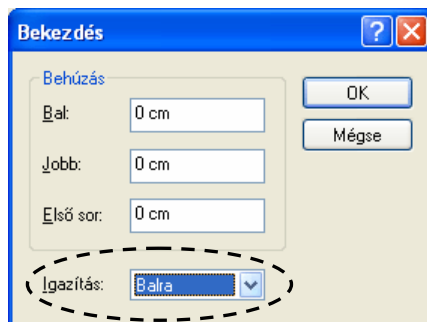 Bekezdés
Behúzás
Bal: 0 cm
Jobb: 0 cm
Első sor: 0 cm
Igazítás: Balra
OK
Mégse